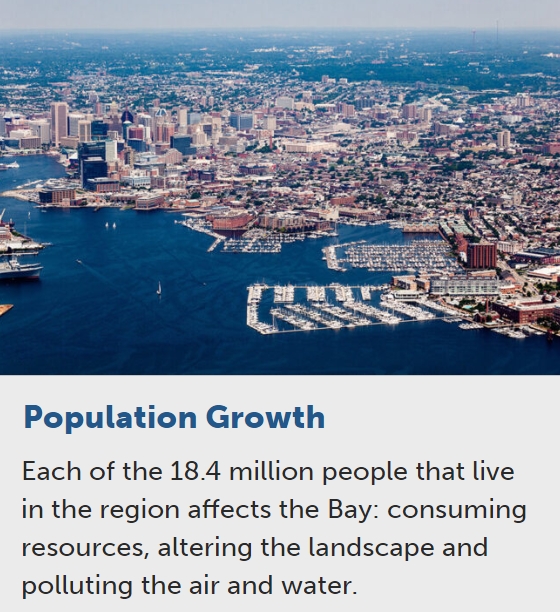 Population Growth
Each of the 18.4 million people that live
in the region affects the Bay: consuming
resources, altering the landscape and
polluting the air and water.